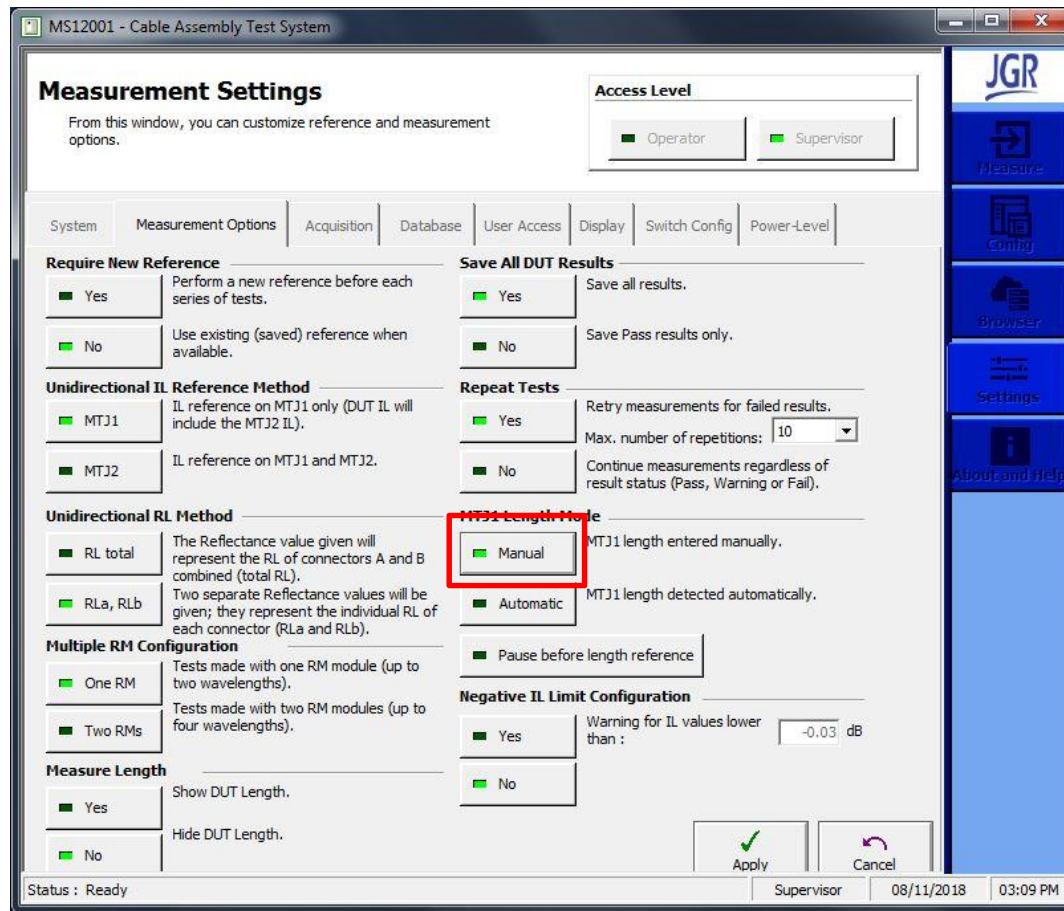 MS12001 - Cable Assembly Test System
JGR
Measurement Settings
From this window, you can customize reference and measurement
options.
Access Level
Operator
Supervisor
Measure
Config
Browser
Settings
About and Help
System
Measurement Options
Acquisition
Database
User Access
Display
Switch Config
Power-Level
Require New Reference
Yes
Perform a new reference before each
series of tests.
No
Use existing (saved) reference when
available.
Unidirectional IL Reference Method
MTJ1
IL reference on MTJ1 only (DUT IL will
include the MTJ2 IL).
MTJ2
IL reference on MTJ1 and MTJ2.
Unidirectional RL Method
RL total
The Reflectance value given will
represent the RL of connectors A and B
combined (total RL).
RLa, RLb
Two separate Reflectance values will be
given; they represent the individual RL of
each connector (RLa and RLb).
Multiple RM Configuration
One RM
Tests made with one RM module (up to
two wavelengths).
Two RMs
Tests made with two RM modules (up to
four wavelengths).
Measure Length
Yes
Show DUT Length.
No
Hide DUT Length.
Save All DUT Results
Yes
Save all results.
No
Save Pass results only.
Repeat Tests
Yes
Retry measurements for failed results.
Max. number of repetitions: 10
No
Continue measurements regardless of
result status (Pass, Warning or Fail).
MTJ1 Length Mode
Manual
MTJ1 length entered manually.
Automatic
MTJ1 length detected automatically.
Pause before length reference
Negative IL Limit Configuration
Yes
Warning for IL values lower
than : -0.03 dB
No
Apply
Cancel
Status : Ready
Supervisor
08/11/2018
03:09 PM